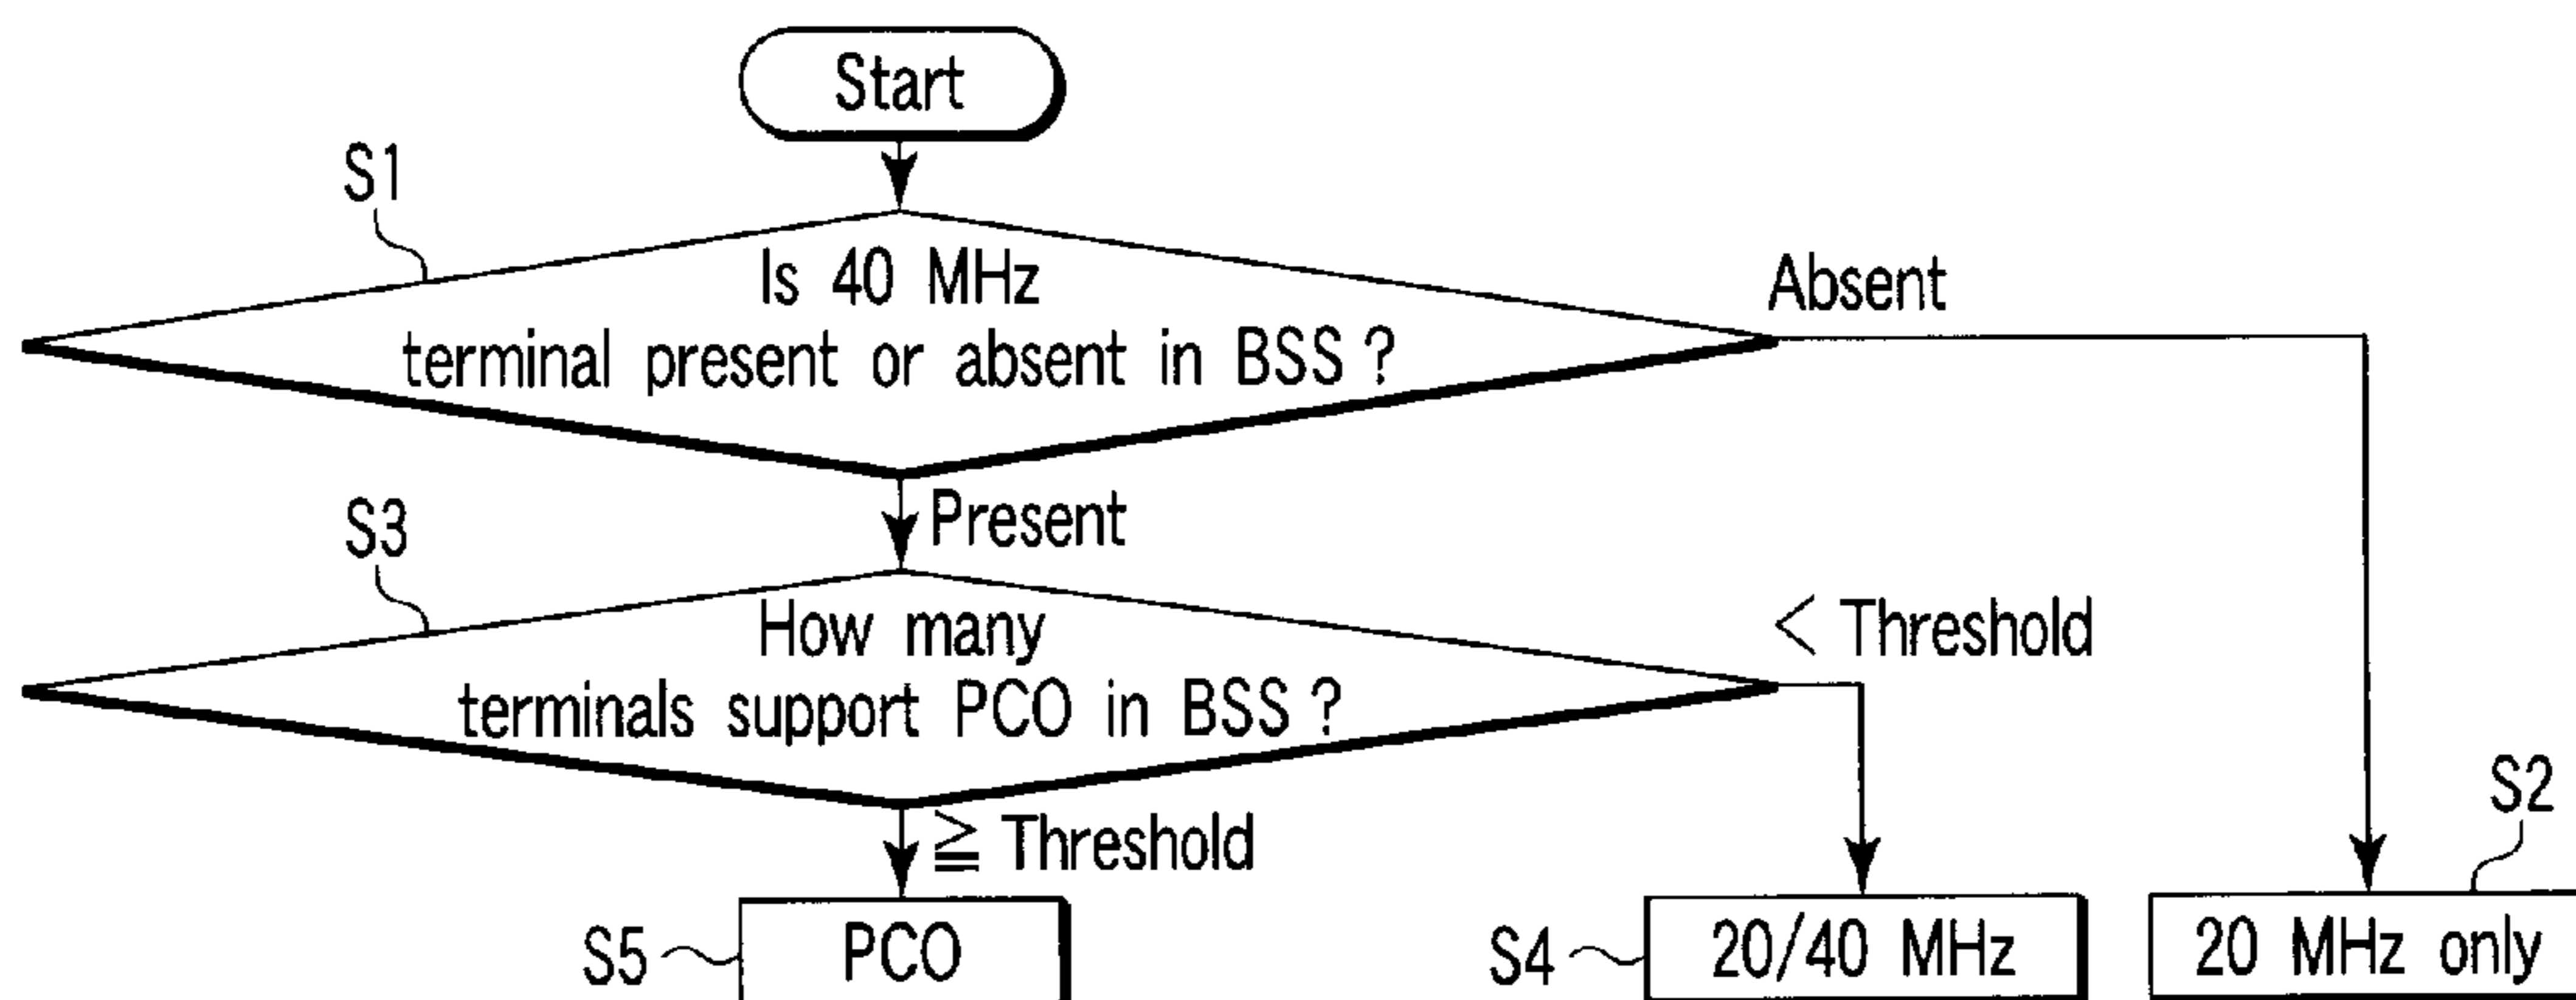 Start
S1
Is 40 MHz
terminal present or absent in BSS ?
Absent
Present
S3
How many
terminals support PCO in BSS ?
< Threshold
≧ Threshold
S2
S5
PCO
S4
20/40 MHz
20 MHz only